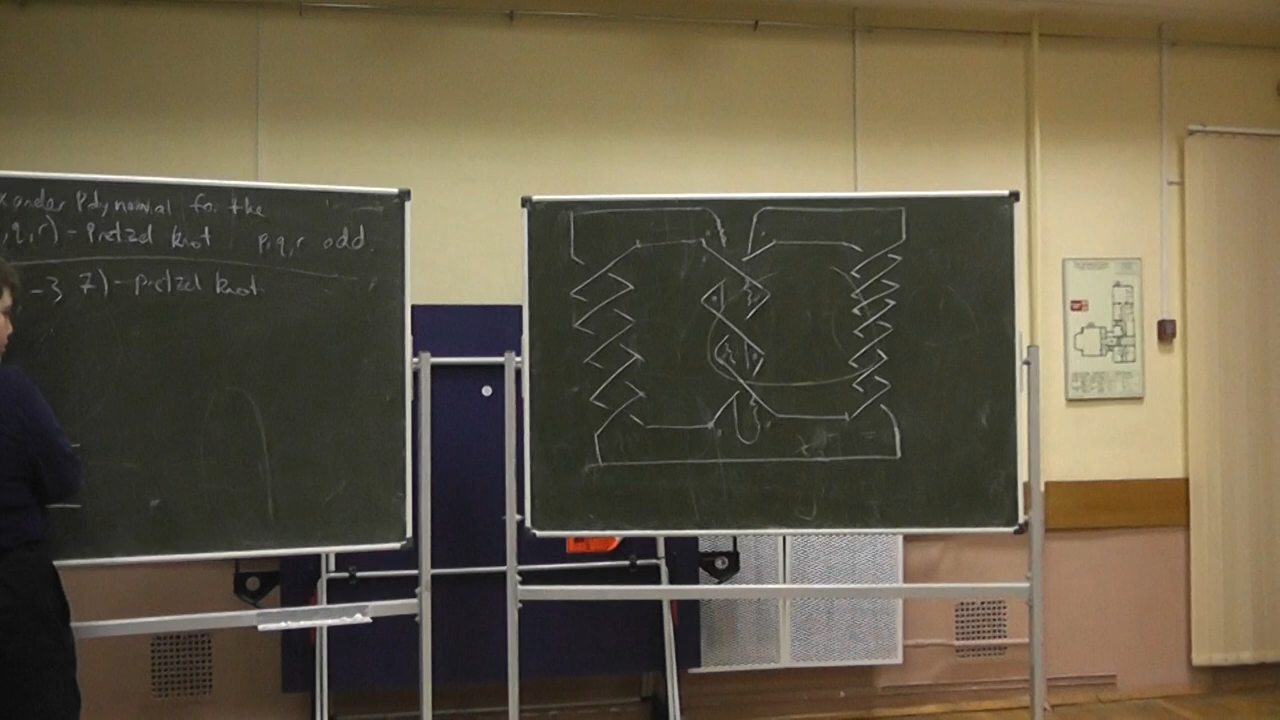 xander Polynomial for the
,q,r)-Pretzel knot p,q,r odd.
-3, 7)-pretzel knot